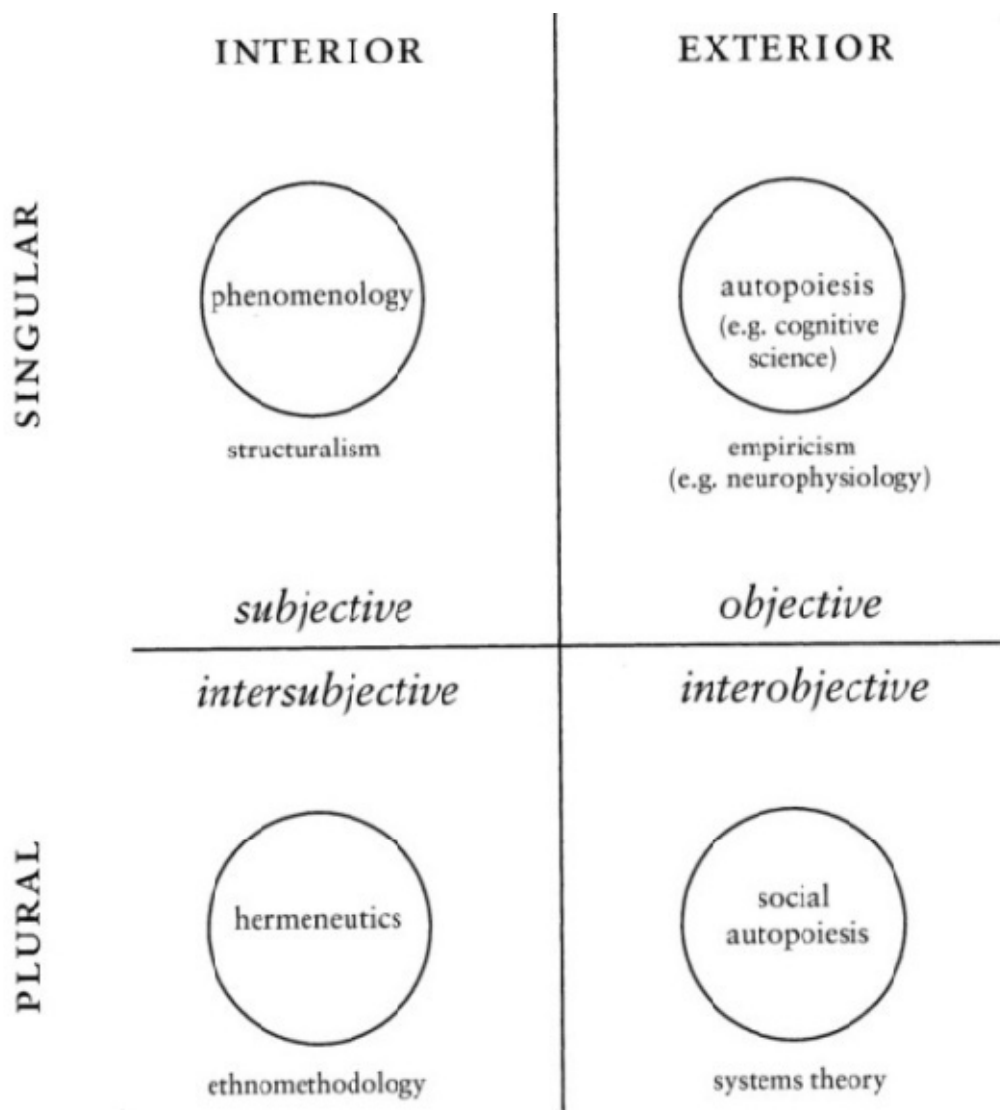 INTERIOR
EXTERIOR
SINGULAR
phenomenology
structuralism
autopoiesis
(e.g. cognitive
science)
empiricism
(e.g. neurophysiology)
subjective
objective
intersubjective
interobjective
PLURAL
hermeneutics
ethnomethodology
social
autopoiesis
systems theory